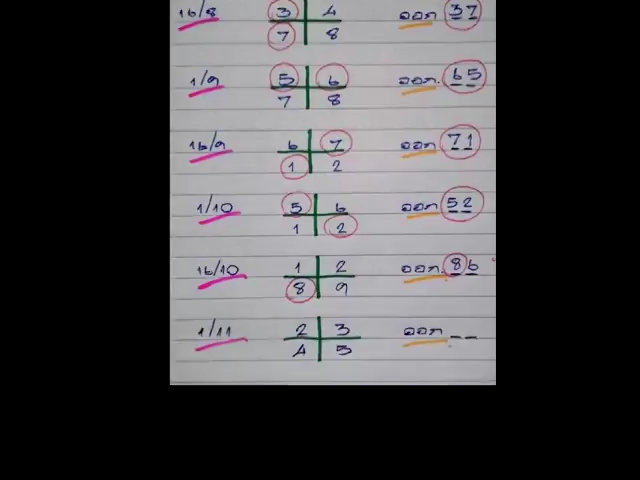 16/8 3 4 ออก 37
7 8
1/9 5 6 ออก. 65
7 8
16/9 6 7 ออก 71
1 2
1/10 5 6 ออก 52
1 2
16/10 1 2 ออก. 86
8 9
1/11 2 3 ออก _ _
4 5